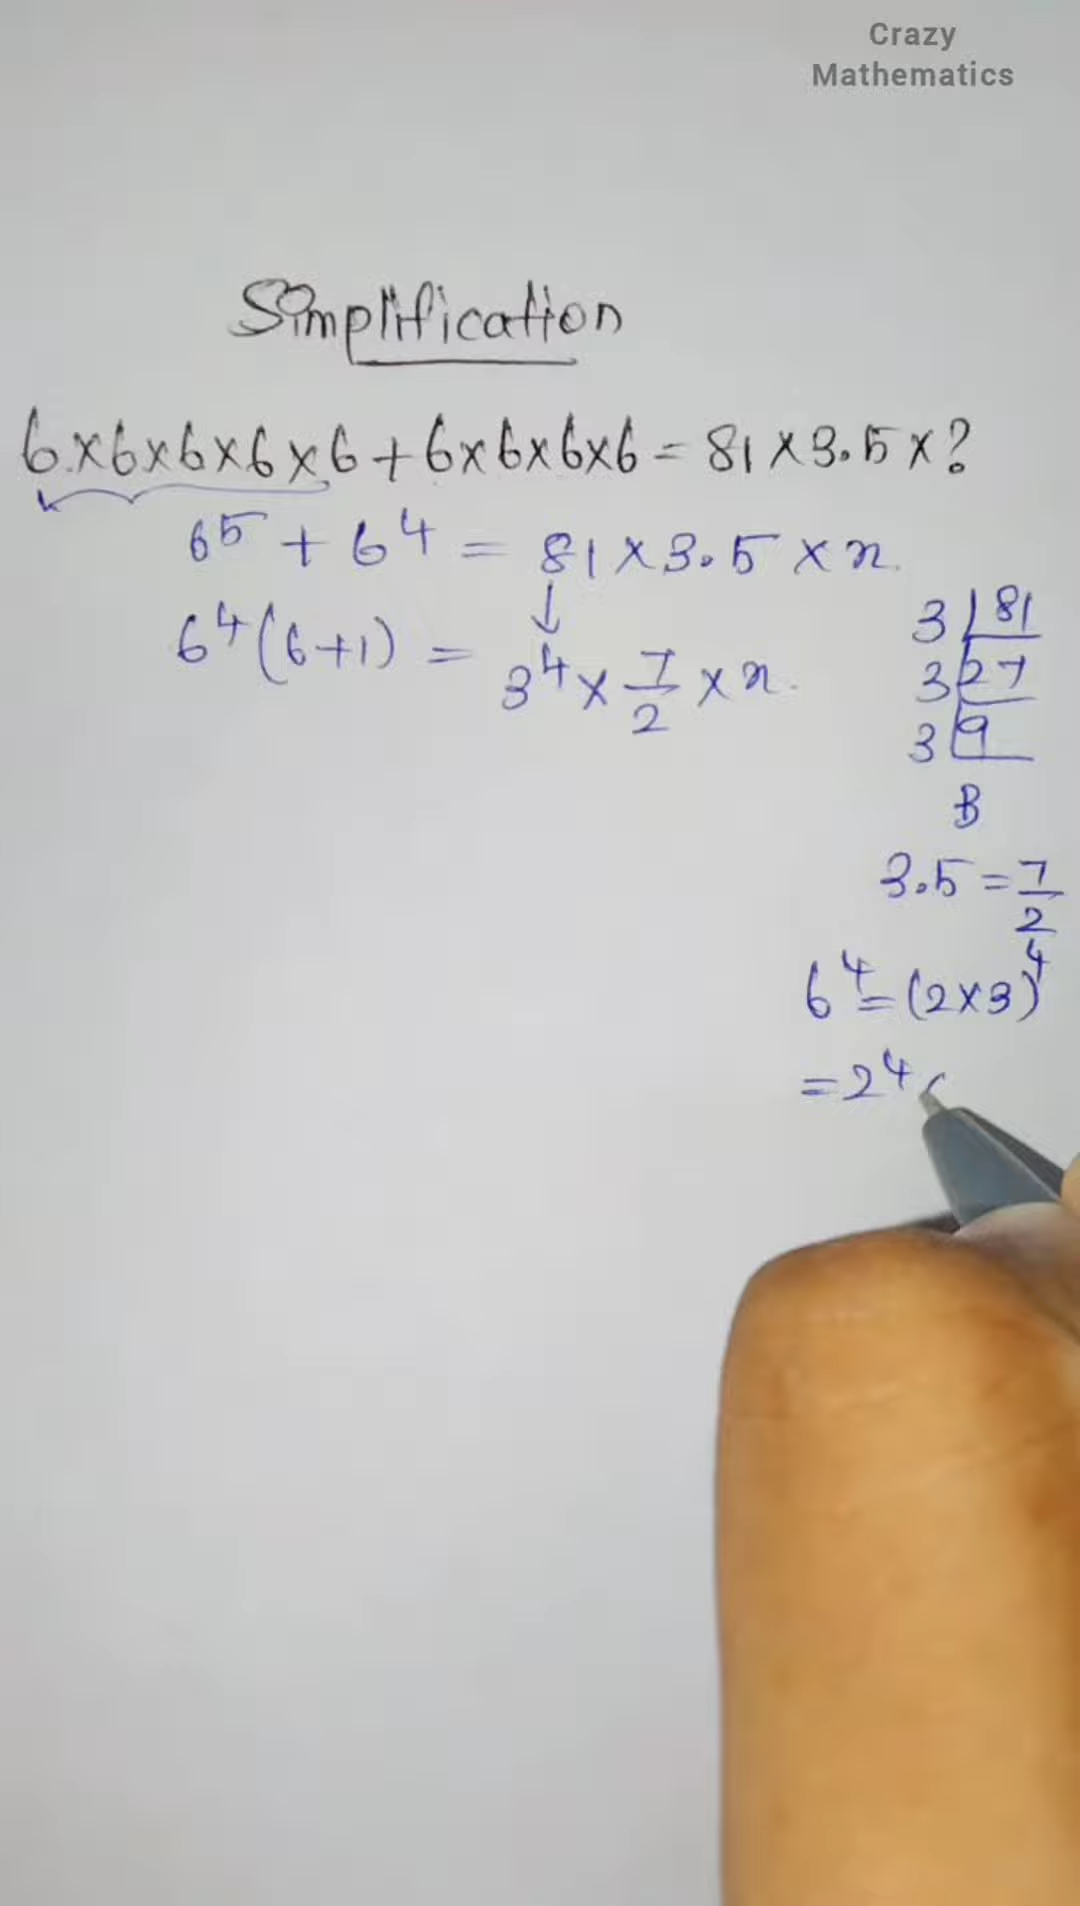 Crazy
Mathematics
Simplification
6×6×6×6×6+6×6×6×6=81×3.5×?
6⁵+6⁴=81×3.5×x
6⁴(6+1)=3⁴×7/2×x
3|81
3|27
3|9
3
3.5=7/2
6⁴=(2×3)⁴
=2⁴